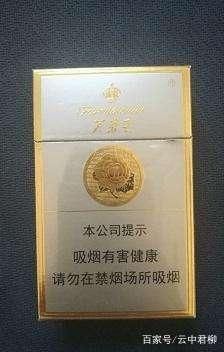 本公司提示
吸烟有害健康
请勿在禁烟场所吸烟
百家号/云中君柳